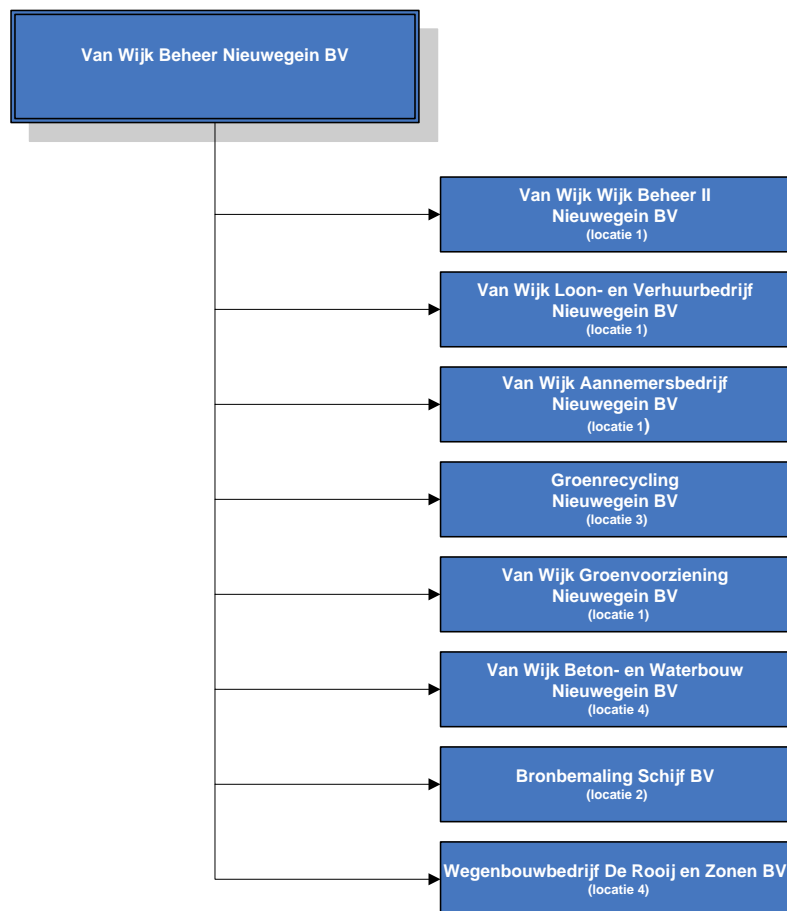 Van Wijk Beheer Nieuwegein BV
Van Wijk Wijk Beheer II
Nieuwegein BV
(locatie 1)
Van Wijk Loon- en Verhuurbedrijf
Nieuwegein BV
(locatie 1)
Van Wijk Aannemersbedrijf
Nieuwegein BV
(locatie 1)
Groenrecycling
Nieuwegein BV
(locatie 3)
Van Wijk Groenvoorziening
Nieuwegein BV
(locatie 1)
Van Wijk Beton- en Waterbouw
Nieuwegein BV
(locatie 4)
Bronbemaling Schijf BV
(locatie 2)
Wegenbouwbedrijf De Rooij en Zonen BV
(locatie 4)